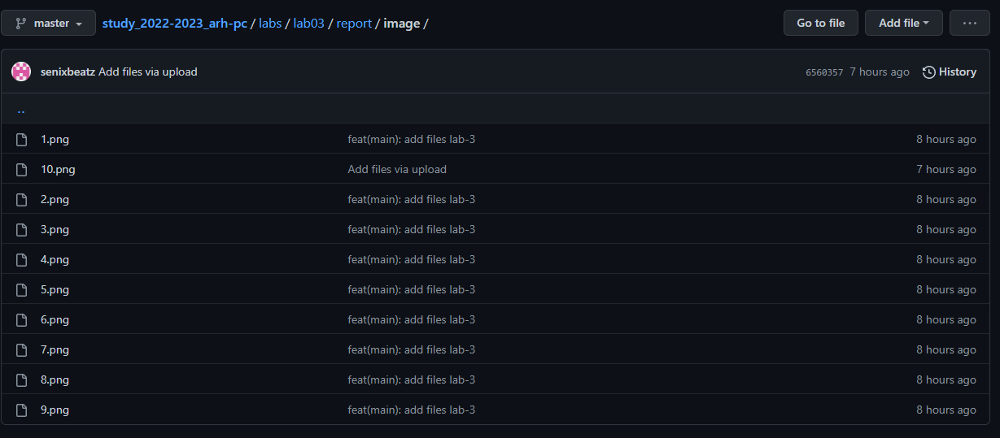 master study_2022-2023_arh-pc / labs / lab03 / report / image / Go to file Add file ...
senixbeatz Add files via upload 6560357 7 hours ago History
..
1.png feat(main): add files lab-3 8 hours ago
10.png Add files via upload 7 hours ago
2.png feat(main): add files lab-3 8 hours ago
3.png feat(main): add files lab-3 8 hours ago
4.png feat(main): add files lab-3 8 hours ago
5.png feat(main): add files lab-3 8 hours ago
6.png feat(main): add files lab-3 8 hours ago
7.png feat(main): add files lab-3 8 hours ago
8.png feat(main): add files lab-3 8 hours ago
9.png feat(main): add files lab-3 8 hours ago